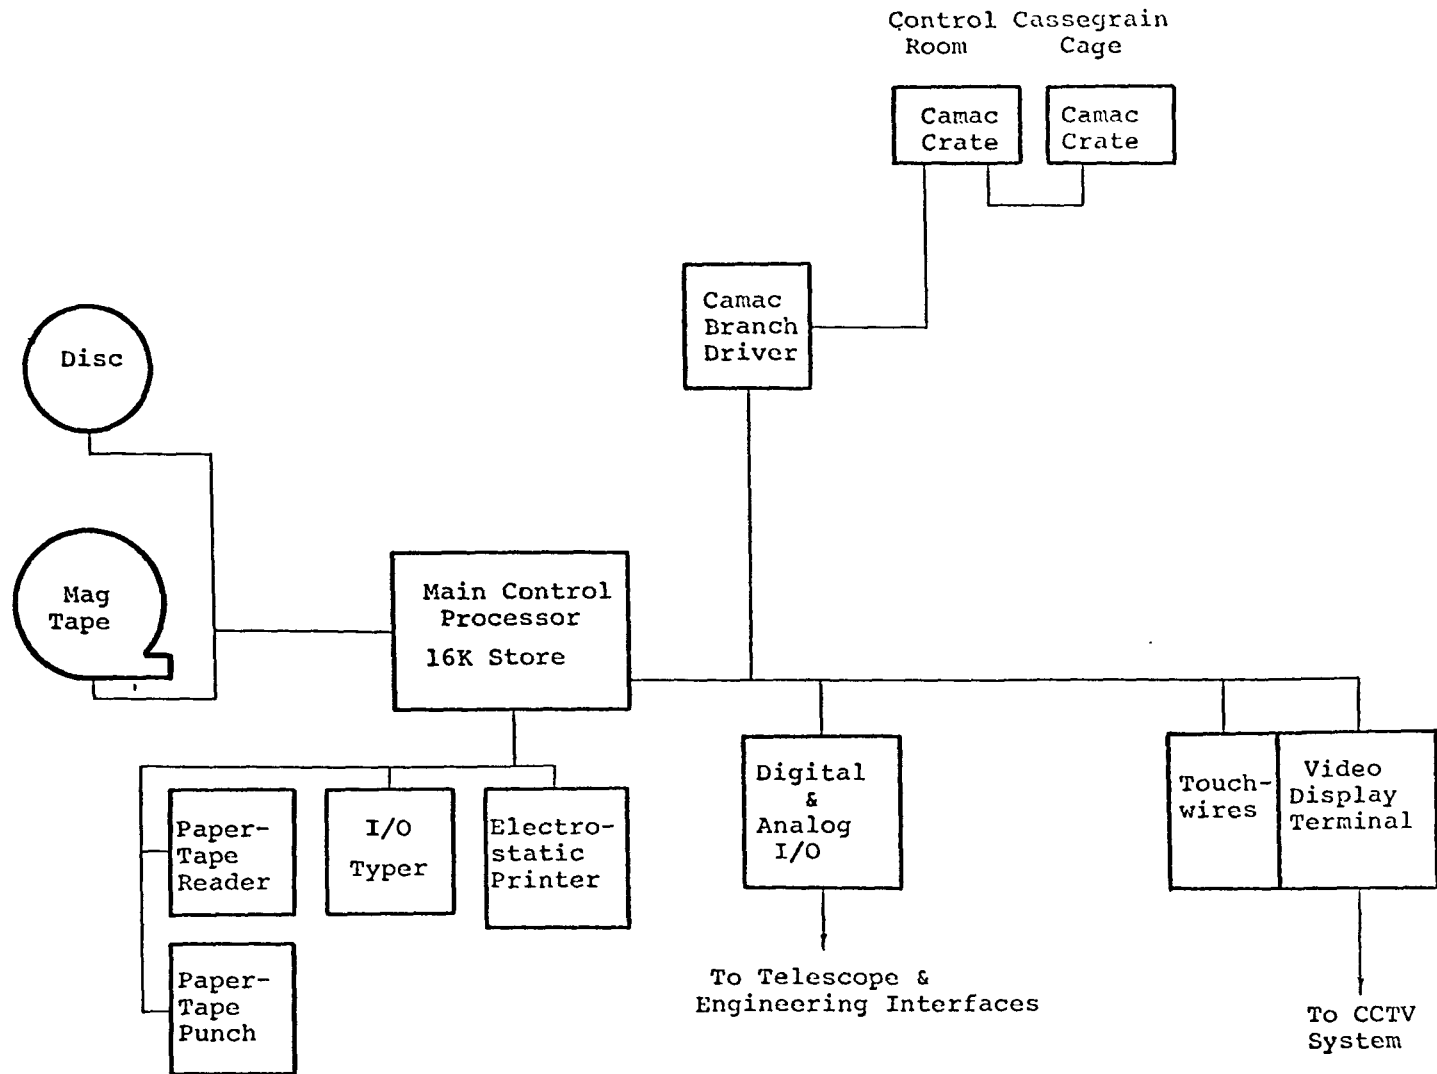 Control Cassegrain
Room Cage
Camac
Crate
Camac
Crate
Camac
Branch
Driver
Disc
Mag
Tape
Main Control
Processor
16K Store
Paper-
Tape
Reader
I/O
Typer
Electro-
static
Printer
Paper-
Tape
Punch
Digital
&
Analog
I/O
To Telescope &
Engineering Interfaces
Touch-
wires
Video
Display
Terminal
To CCTV
System